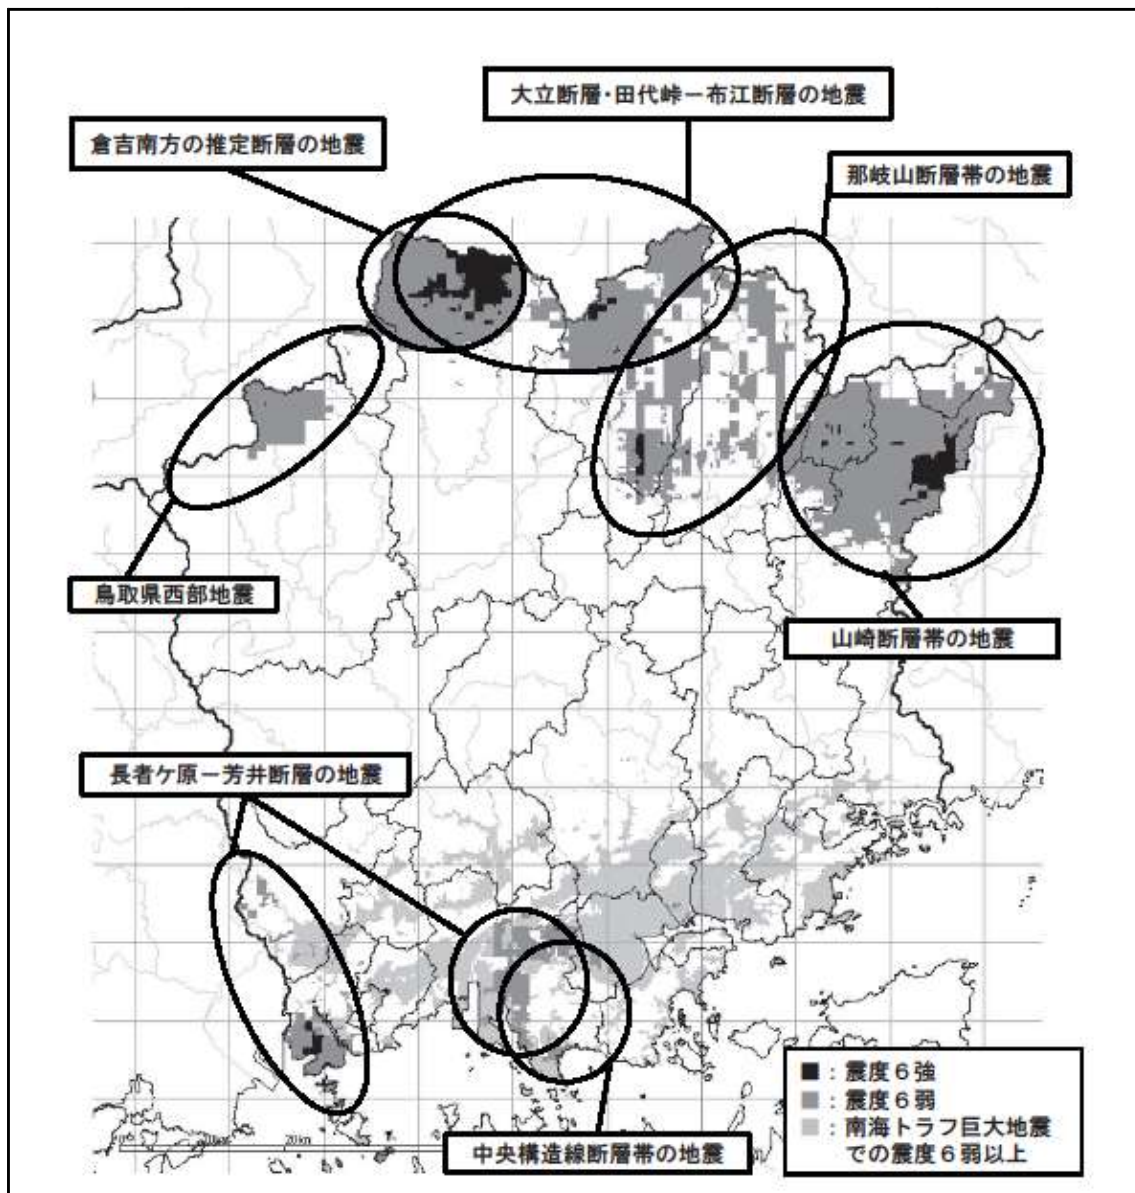 大立断層・田代峠－布江断層の地震
倉吉南方の推定断層の地震
那岐山断層帯の地震
鳥取県西部地震
山崎断層帯の地震
長者ケ原－芳井断層の地震
■：震度６強
■：震度６弱
■：南海トラフ巨大地震
での震度６弱以上
中央構造線断層帯の地震
20km